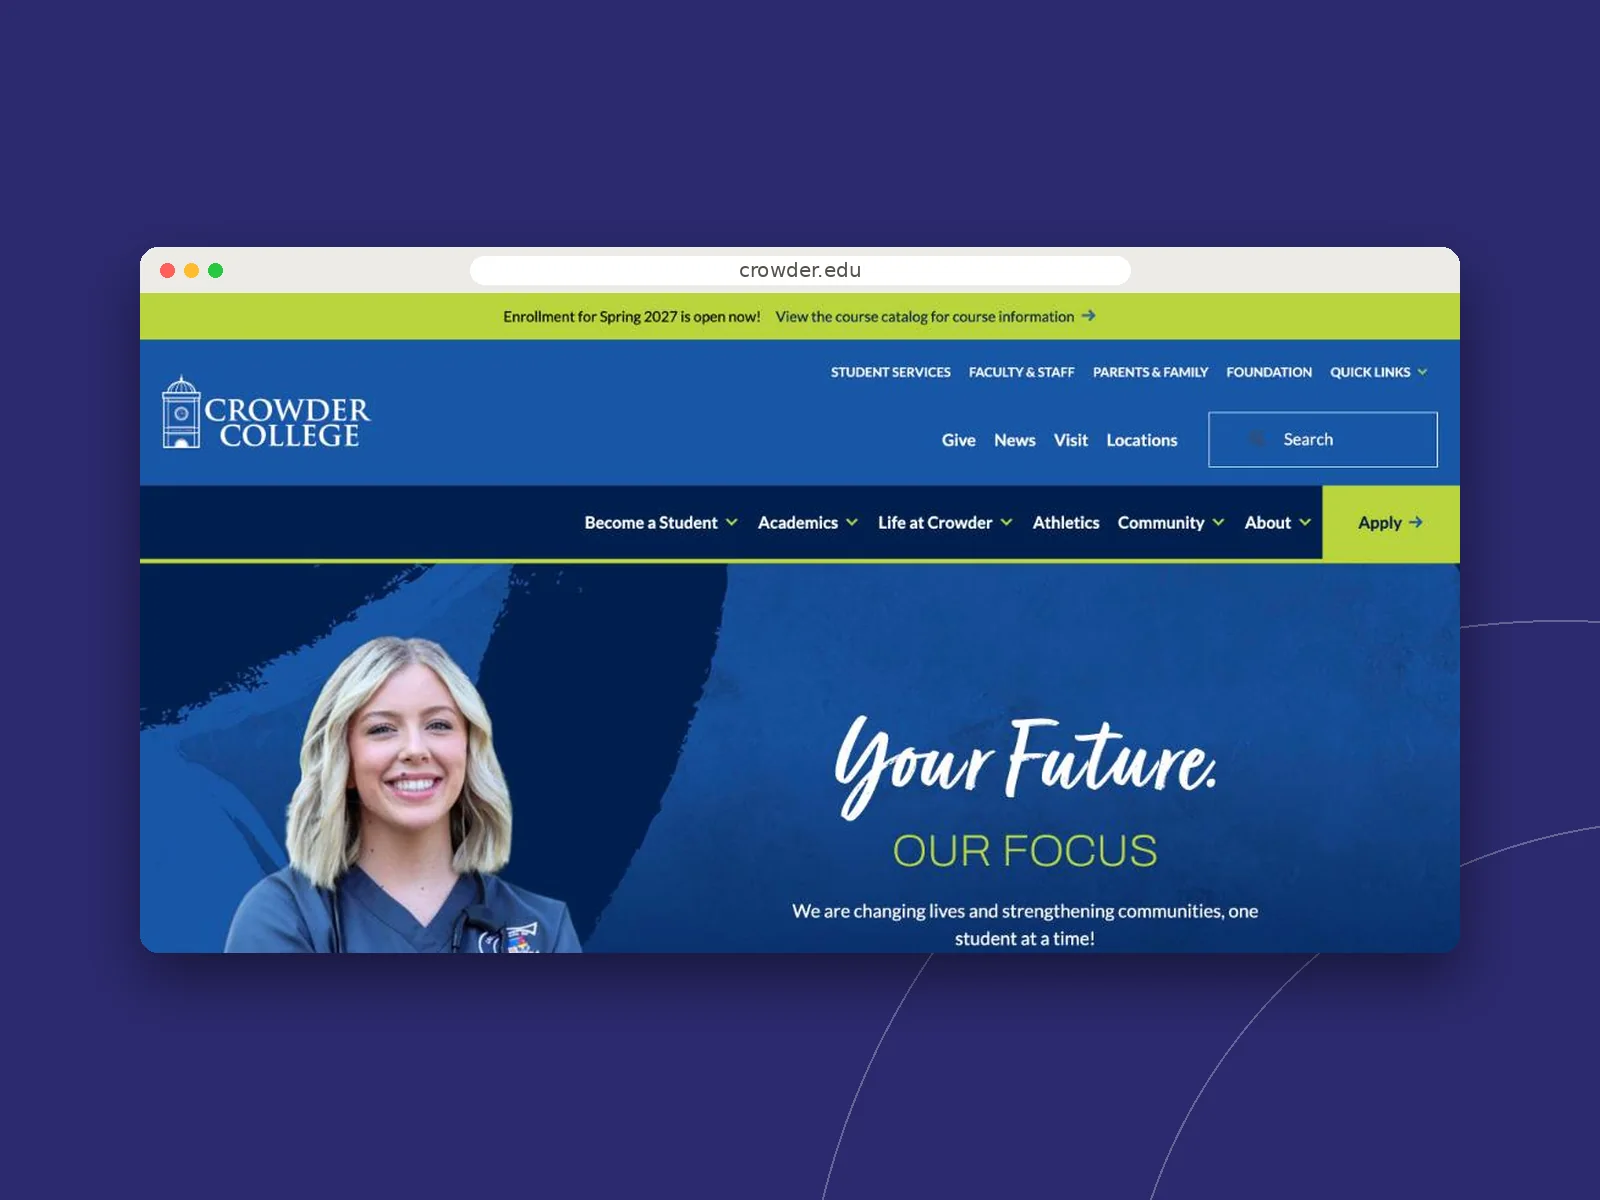 crowder.edu
Enrollment for Spring 2027 is open now! View the course catalog for course information
STUDENT SERVICES FACULTY & STAFF PARENTS & FAMILY FOUNDATION QUICK LINKS
CROWDER
COLLEGE
Give News Visit Locations Search
Become a Student Academics Life at Crowder Athletics Community About Apply
Your Future.
OUR FOCUS
We are changing lives and strengthening communities, one
student at a time!